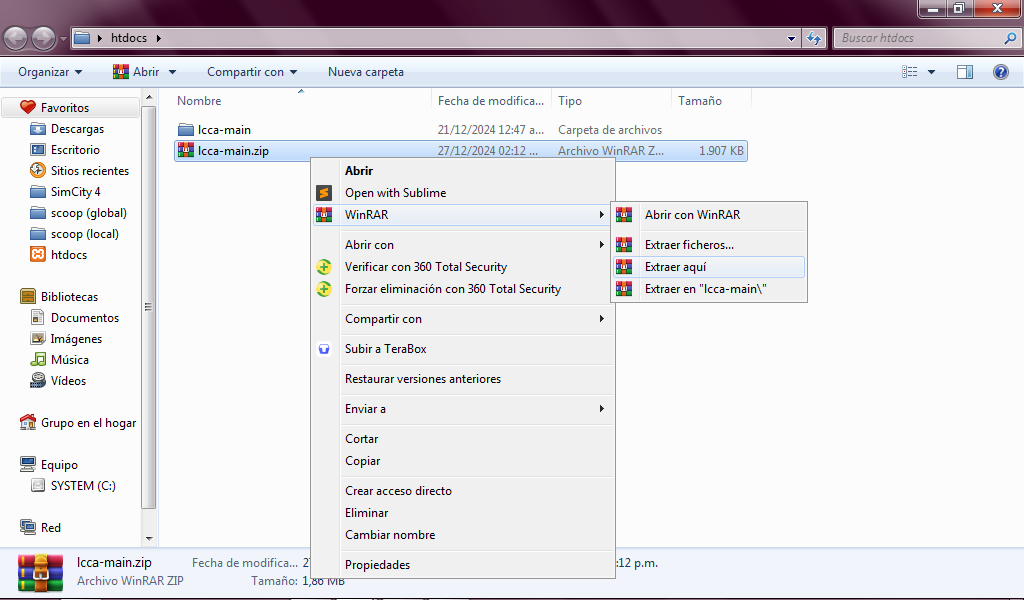 htdocs
Buscar htdocs
Organizar Abrir Compartir con Nueva carpeta
Nombre Fecha de modifica... Tipo Tamaño
Favoritos
Descargas
Escritorio
Sitios recientes
SimCity 4
scoop (global)
scoop (local)
htdocs
Bibliotecas
Documentos
Imágenes
Música
Vídeos
Grupo en el hogar
Equipo
SYSTEM (C:)
Red
lcca-main 21/12/2024 12:47 a... Carpeta de archivos
lcca-main.zip 27/12/2024 02:12 ... Archivo WinRAR Z... 1.907 KB
Abrir
Open with Sublime
WinRAR
Abrir con
Verificar con 360 Total Security
Forzar eliminación con 360 Total Security
Compartir con
Subir a TeraBox
Restaurar versiones anteriores
Enviar a
Cortar
Copiar
Crear acceso directo
Eliminar
Cambiar nombre
Propiedades
Abrir con WinRAR
Extraer ficheros...
Extraer aquí
Extraer en "lcca-main\"
lcca-main.zip Fecha de modifica... 2 :12 p.m.
Archivo WinRAR ZIP Tamaño: 1,86 MB